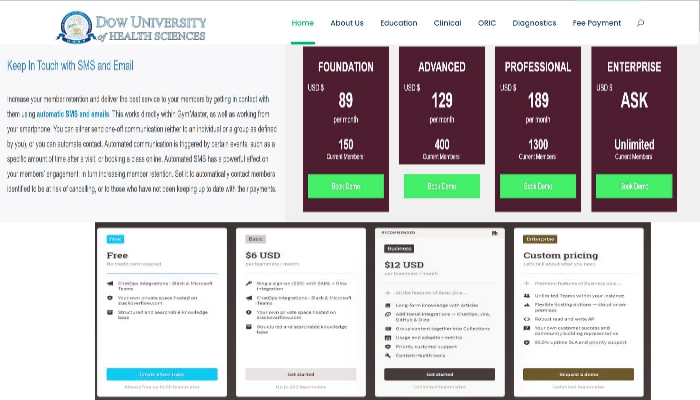 DOW UNIVERSITY
of HEALTH SCIENCES
Home About Us Education Clinical ORIC Diagnostics Fee Payment
Keep In Touch with SMS and Email
Increase your member retention and deliver the best service to your members by getting in contact with
them using automatic SMS and emails. This works directly within GymMaster, as well as working from
your smartphone. You can either send one-off communication (either to an individual or a group as defined
by you), or you can automate contact. Automated communication is triggered by certain events, such as a
specific amount of time after a visit, or booking a class online. Automated SMS has a powerful effect on
your members' engagement, in turn increasing member retention. Set it to automatically contact members
identified to be at risk of cancelling, or to those who have not been keeping up to date with their payments.
FOUNDATION
USD $
89
per month
150
Current Members
Book Demo
ADVANCED
USD $
129
per month
400
Current Members
Book Demo
PROFESSIONAL
USD $
189
per month
1300
Current Members
Book Demo
ENTERPRISE
USD $
ASK
Unlimited
Current Members
Book Demo
Free
Free
No credit card required
ChatOps Integrations - Slack & Microsoft
Teams
Your own private space hosted on
stackoverflow.com
Structured and searchable knowledge
base
Always free up to 50 teammates
Basic
$6 USD
per teammate / month
Single sign-on (SSO) with SAML + Okta
integration
ChatOps Integrations - Slack & Microsoft
Teams
Your own private space hosted on
stackoverflow.com
Structured and searchable knowledge
base
Get started
Up to 250 teammates
RECOMMENDED
Business
$12 USD
per teammate / month
All the features of Basic plus...
Long-form knowledge with Articles
Additional Integrations — ChatOps, Jira,
GitHub & Okta
Group content together into Collections
Usage and adoption metrics
Priority customer support
Content Health tools
Get started
Unlimited teammates
Enterprise
Custom pricing
Let's talk about what you need
Premium features of Business plus...
Unlimited Teams within your instance
Flexible hosting options — cloud or on-
premises
Robust read and write API
Your own customer success and
community building representative
99.5% uptime SLA and priority support
Request a demo
Unlimited teammates